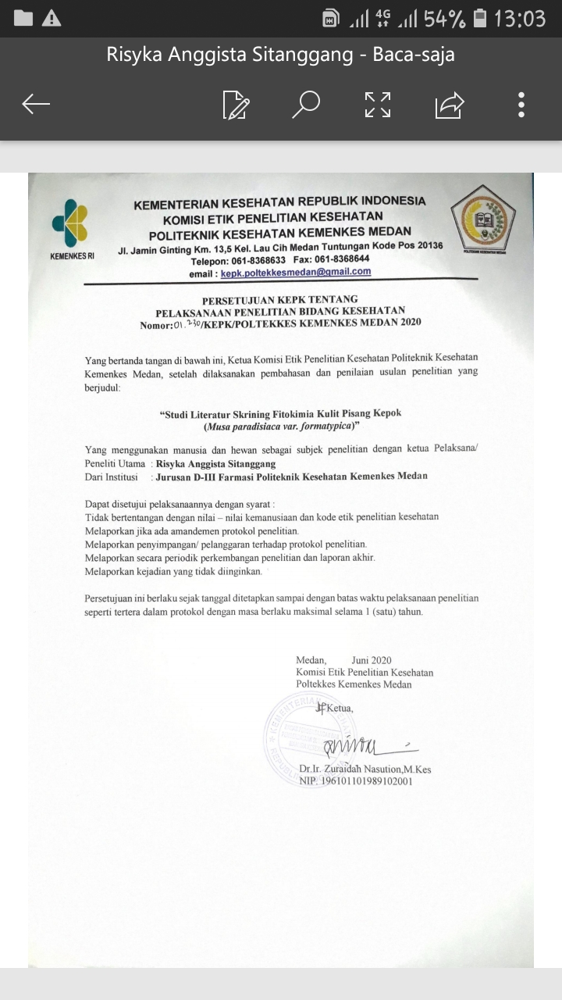 4G 54% 13:03
Risyka Anggista Sitanggang - Baca-saja
KEMENTERIAN KESEHATAN REPUBLIK INDONESIA
KOMISI ETIK PENELITIAN KESEHATAN
POLITEKNIK KESEHATAN KEMENKES MEDAN
Jl. Jamin Ginting Km. 13,5 Kel. Lau Cih Medan Tuntungan Kode Pos 20136
Telepon: 061-8368633 Fax: 061-8368644
email : kepk.poltekkesmedan@gmail.com
KEMENKES RI
POLITEKNIK KESEHATAN MEDAN
PERSETUJUAN KEPK TENTANG
PELAKSANAAN PENELITIAN BIDANG KESEHATAN
Nomor:01.230/KEPK/POLTEKKES KEMENKES MEDAN 2020
Yang bertanda tangan di bawah ini, Ketua Komisi Etik Penelitian Kesehatan Politeknik Kesehatan
Kemenkes Medan, setelah dilaksanakan pembahasan dan penilaian usulan penelitian yang
berjudul:
“Studi Literatur Skrining Fitokimia Kulit Pisang Kepok
(Musa paradisiaca var. formatypica)”
Yang menggunakan manusia dan hewan sebagai subjek penelitian dengan ketua Pelaksana/
Peneliti Utama : Risyka Anggista Sitanggang
Dari Institusi : Jurusan D-III Farmasi Politeknik Kesehatan Kemenkes Medan
Dapat disetujui pelaksanaannya dengan syarat :
Tidak bertentangan dengan nilai – nilai kemanusiaan dan kode etik penelitian kesehatan
Melaporkan jika ada amandemen protokol penelitian.
Melaporkan penyimpangan/ pelanggaran terhadap protokol penelitian.
Melaporkan secara periodik perkembangan penelitian dan laporan akhir.
Melaporkan kejadian yang tidak diinginkan.
Persetujuan ini berlaku sejak tanggal ditetapkan sampai dengan batas waktu pelaksanaan penelitian
seperti tertera dalam protokol dengan masa berlaku maksimal selama 1 (satu) tahun.
Medan, Juni 2020
Komisi Etik Penelitian Kesehatan
Poltekkes Kemenkes Medan
Ketua,
KEMENTERIAN KESEHATAN
Dr.Ir. Zuraidah Nasution,M.Kes
NIP. 196101101989102001